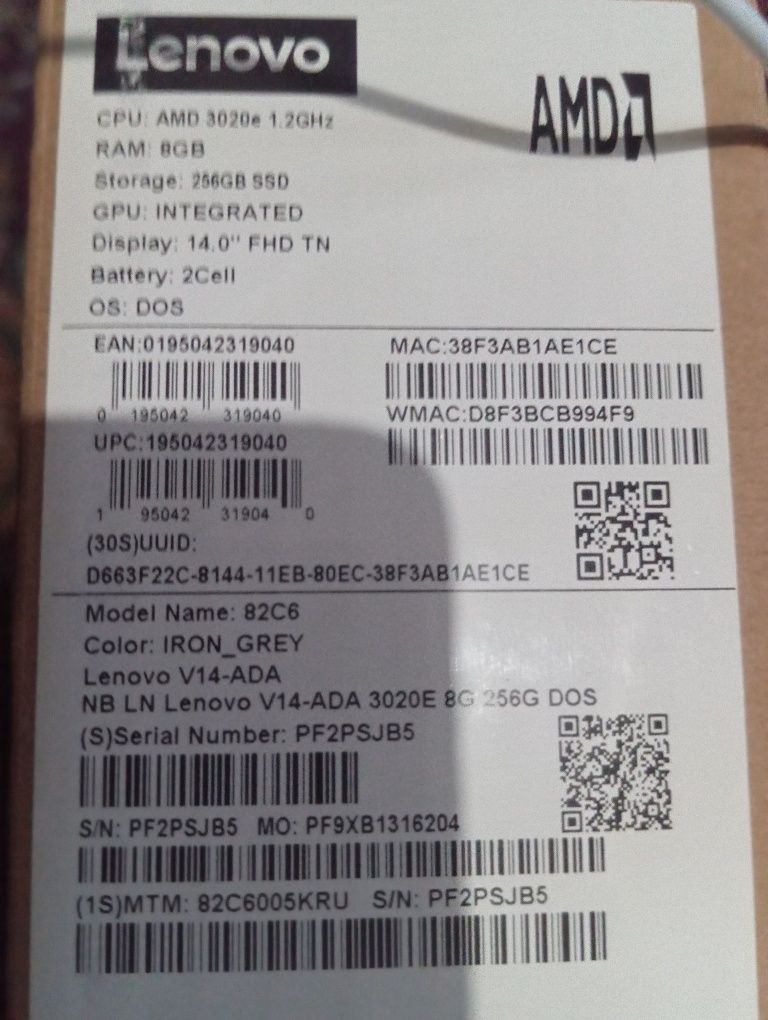 Lenovo
AMD
CPU: AMD 3020e 1.2GHz
RAM: 8GB
Storage: 256GB SSD
GPU: INTEGRATED
Display: 14.0'' FHD TN
Battery: 2Cell
OS: DOS
EAN:0195042319040
0 195042 319040
UPC:195042319040
1 95042 31904 0
MAC:38F3AB1AE1CE
WMAC:D8F3BCB994F9
(30S)UUID:
D663F22C-8144-11EB-80EC-38F3AB1AE1CE
Model Name: 82C6
Color: IRON_GREY
Lenovo V14-ADA
NB LN Lenovo V14-ADA 3020E 8G 256G DOS
(S)Serial Number: PF2PSJB5
S/N: PF2PSJB5 MO: PF9XB1316204
(1S)MTM: 82C6005KRU S/N: PF2PSJB5